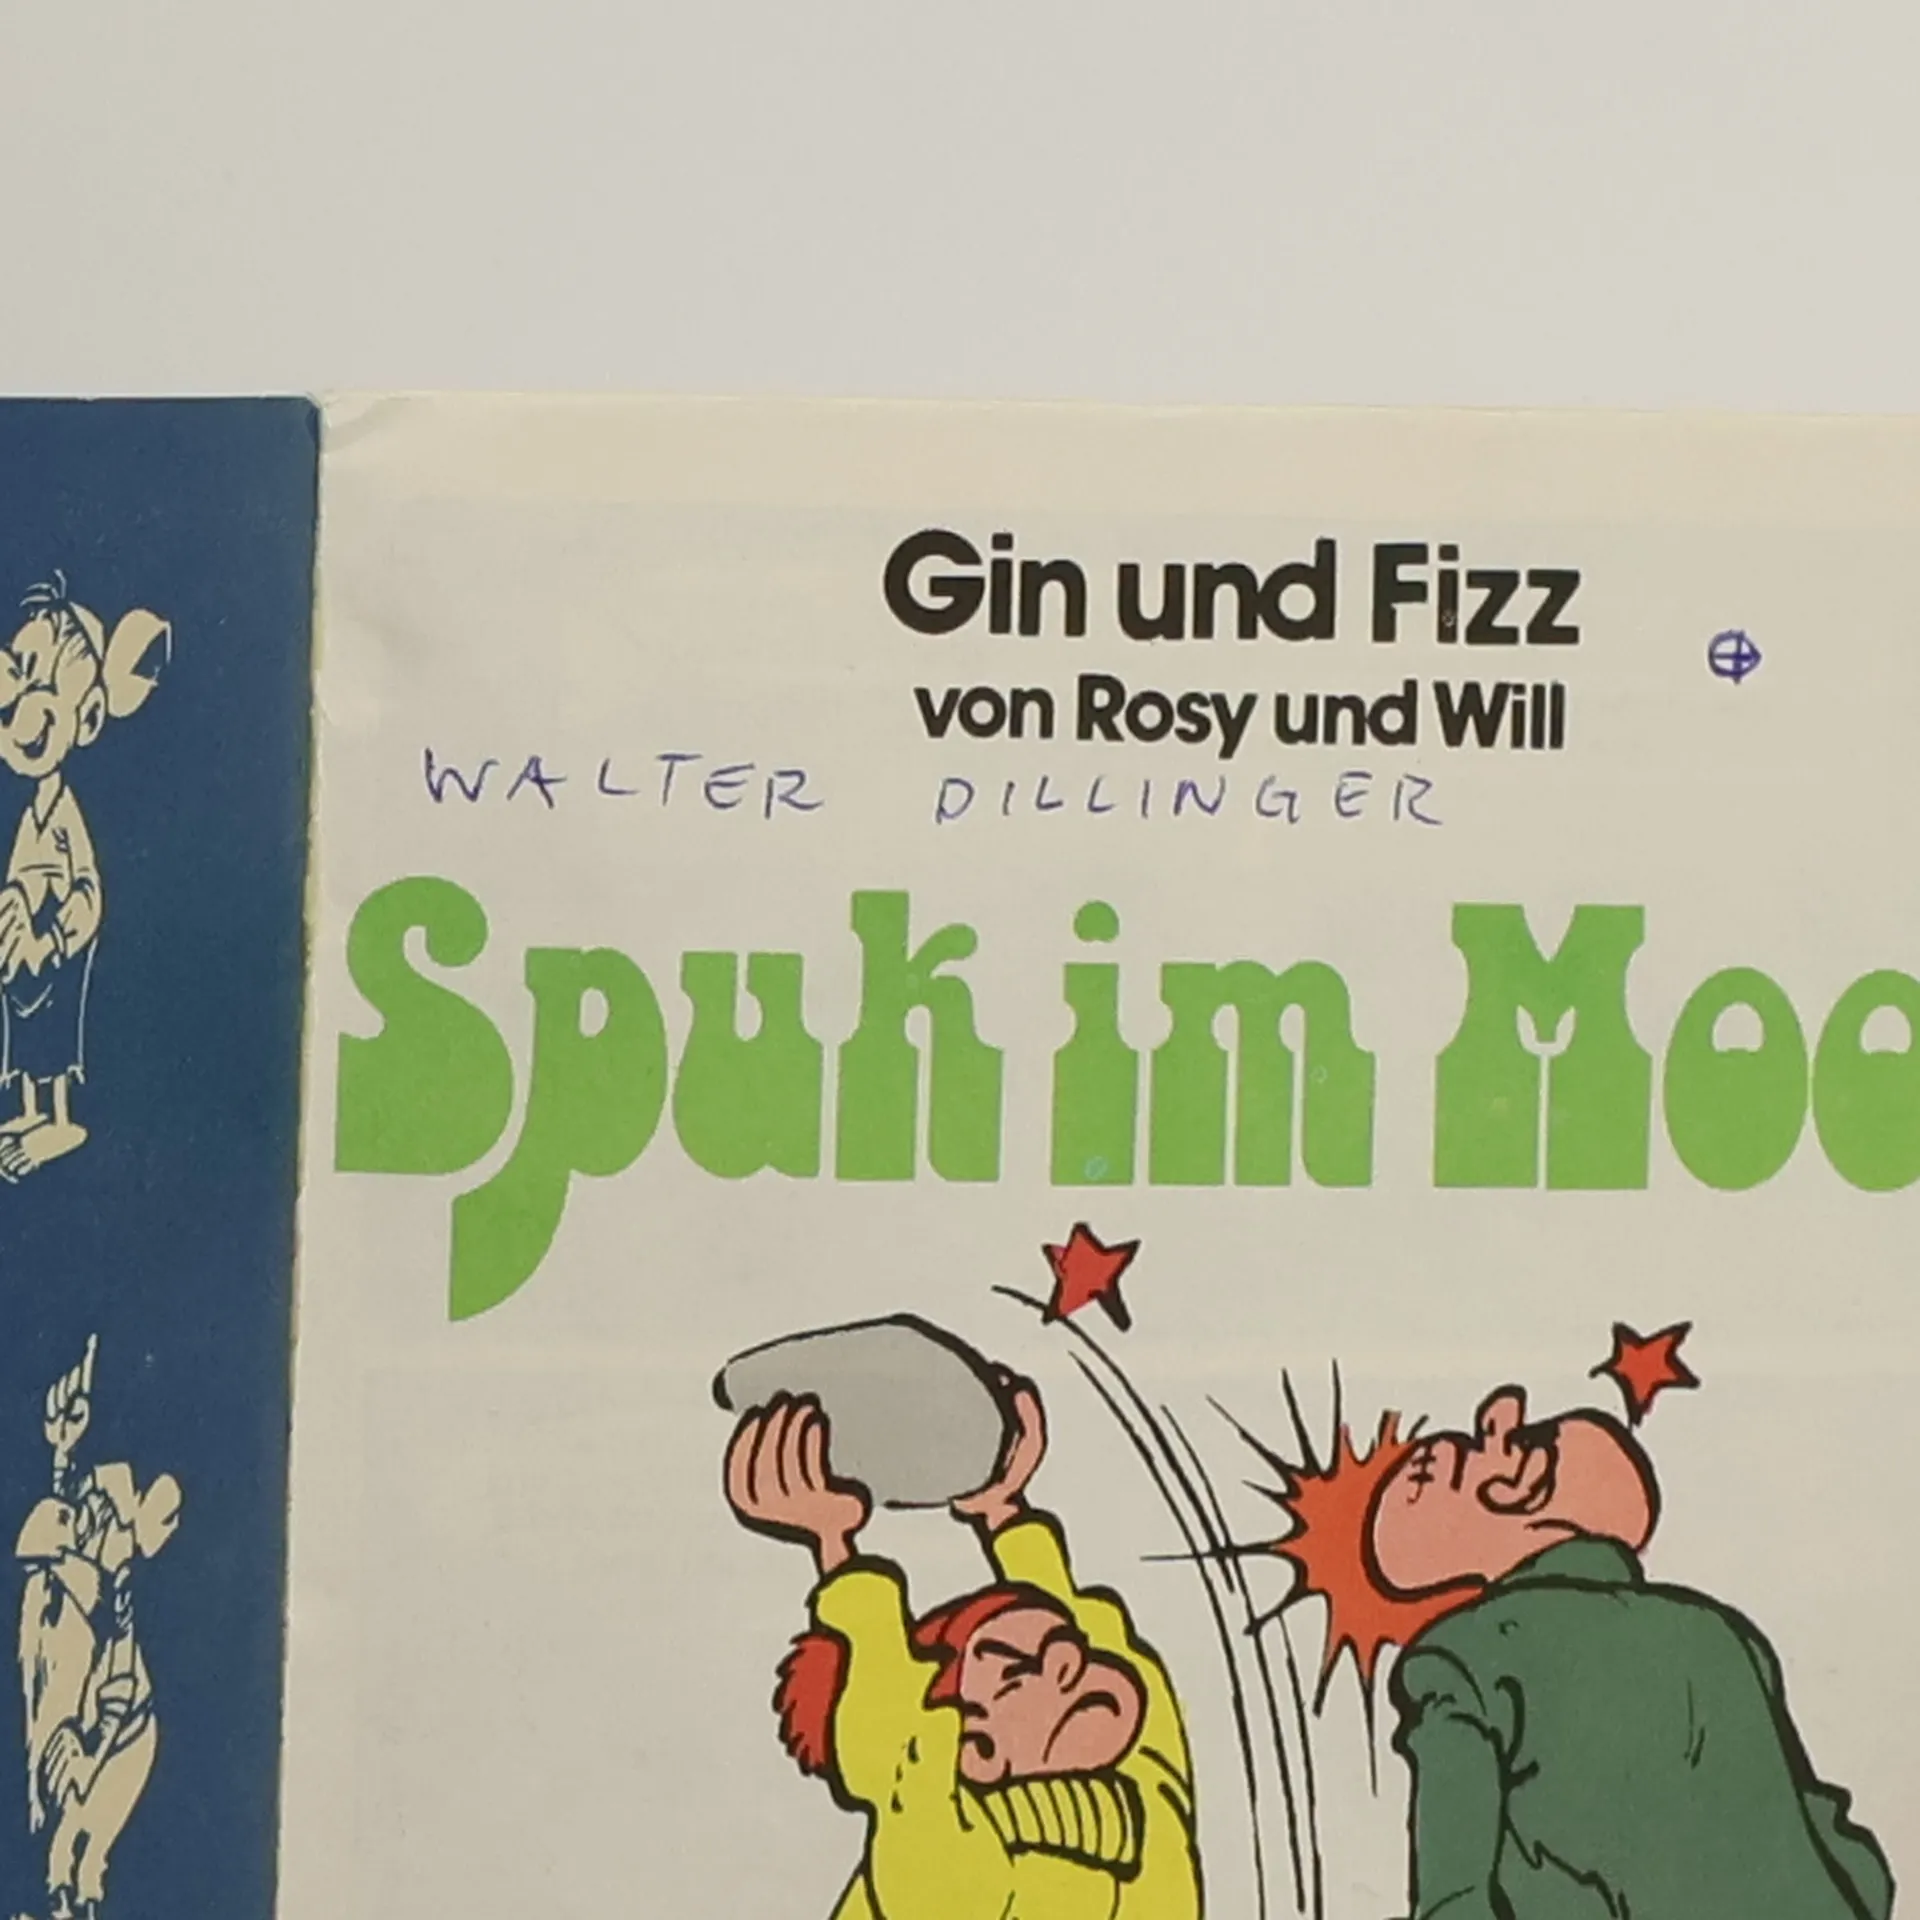 Gin und Fizz
von Rosy und Will
WALTER DILLINGER
Spuk im Moo